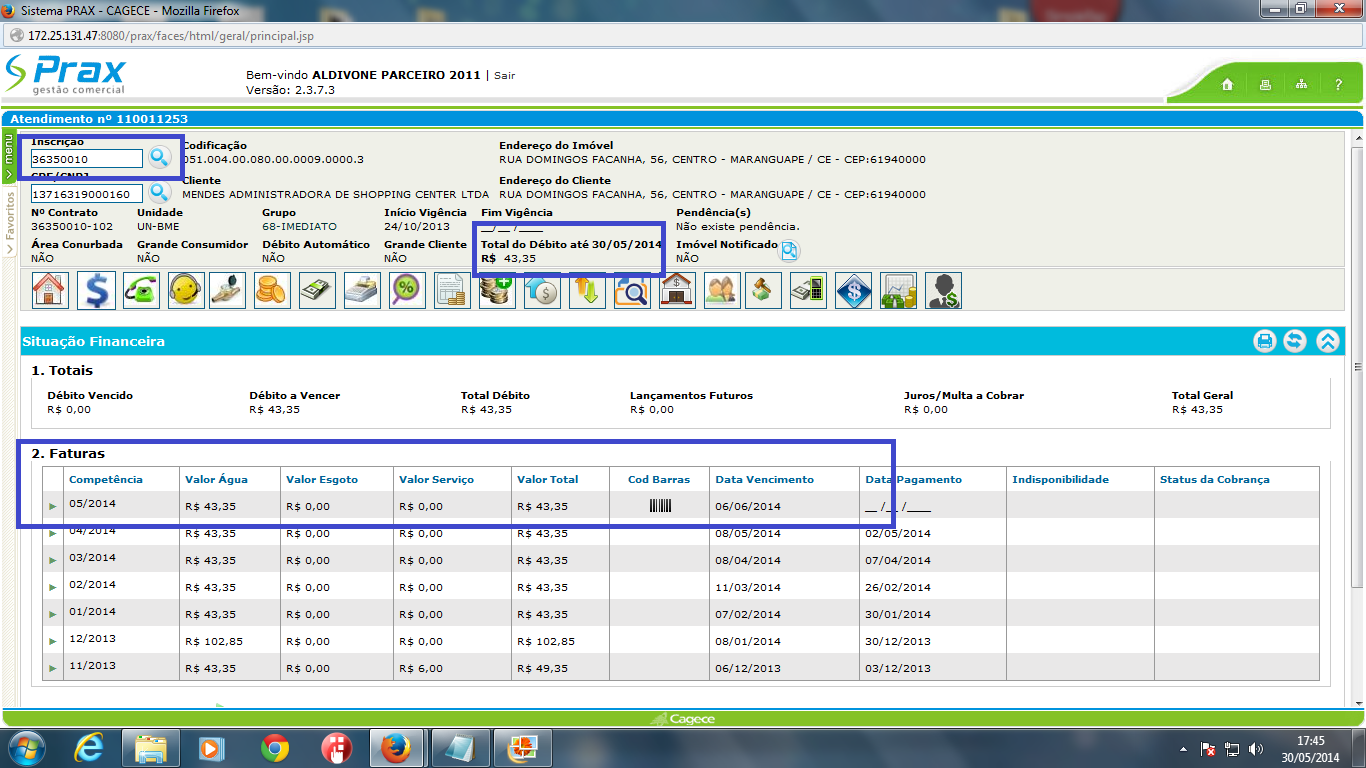 Sistema PRAX - CAGECE - Mozilla Firefox
172.25.131.47:8080/prax/faces/html/geral/principal.jsp
Prax
gestão comercial
Bem-vindo ALDIVONE PARCEIRO 2011 | Sair
Versão: 2.3.7.3
?
Atendimento nº 110011253
menu
Favoritos
Inscrição Codificação Endereço do Imóvel
36350010 051.004.00.080.00.0009.0000.3 RUA DOMINGOS FACANHA, 56, CENTRO - MARANGUAPE / CE - CEP:61940000
CPF/CNPJ Cliente Endereço do Cliente
13716319000160 MENDES ADMINISTRADORA DE SHOPPING CENTER LTDA RUA DOMINGOS FACANHA, 56, CENTRO - MARANGUAPE / CE - CEP:61940000
Nº Contrato Unidade Grupo Início Vigência Fim Vigência Pendência(s)
36350010-102 UN-BME 68-IMEDIATO 24/10/2013 __/__/____ Não existe pendência.
Área Conurbada Grande Consumidor Débito Automático Grande Cliente Total do Débito até 30/05/2014 Imóvel Notificado
NÃO NÃO NÃO NÃO R$ 43,35 NÃO
Situação Financeira
1. Totais
Débito Vencido Débito a Vencer Total Débito Lançamentos Futuros Juros/Multa a Cobrar Total Geral
R$ 0,00 R$ 43,35 R$ 43,35 R$ 0,00 R$ 0,00 R$ 43,35
2. Faturas
Competência Valor Água Valor Esgoto Valor Serviço Valor Total Cod Barras Data Vencimento Data Pagamento Indisponibilidade Status da Cobrança
05/2014 R$ 43,35 R$ 0,00 R$ 0,00 R$ 43,35 06/06/2014 __/__/____
04/2014 R$ 43,35 R$ 0,00 R$ 0,00 R$ 43,35 08/05/2014 02/05/2014
03/2014 R$ 43,35 R$ 0,00 R$ 0,00 R$ 43,35 08/04/2014 07/04/2014
02/2014 R$ 43,35 R$ 0,00 R$ 0,00 R$ 43,35 11/03/2014 26/02/2014
01/2014 R$ 43,35 R$ 0,00 R$ 0,00 R$ 43,35 07/02/2014 30/01/2014
12/2013 R$ 102,85 R$ 0,00 R$ 0,00 R$ 102,85 08/01/2014 30/12/2013
11/2013 R$ 43,35 R$ 0,00 R$ 6,00 R$ 49,35 06/12/2013 03/12/2013
Cagece
17:45
30/05/2014